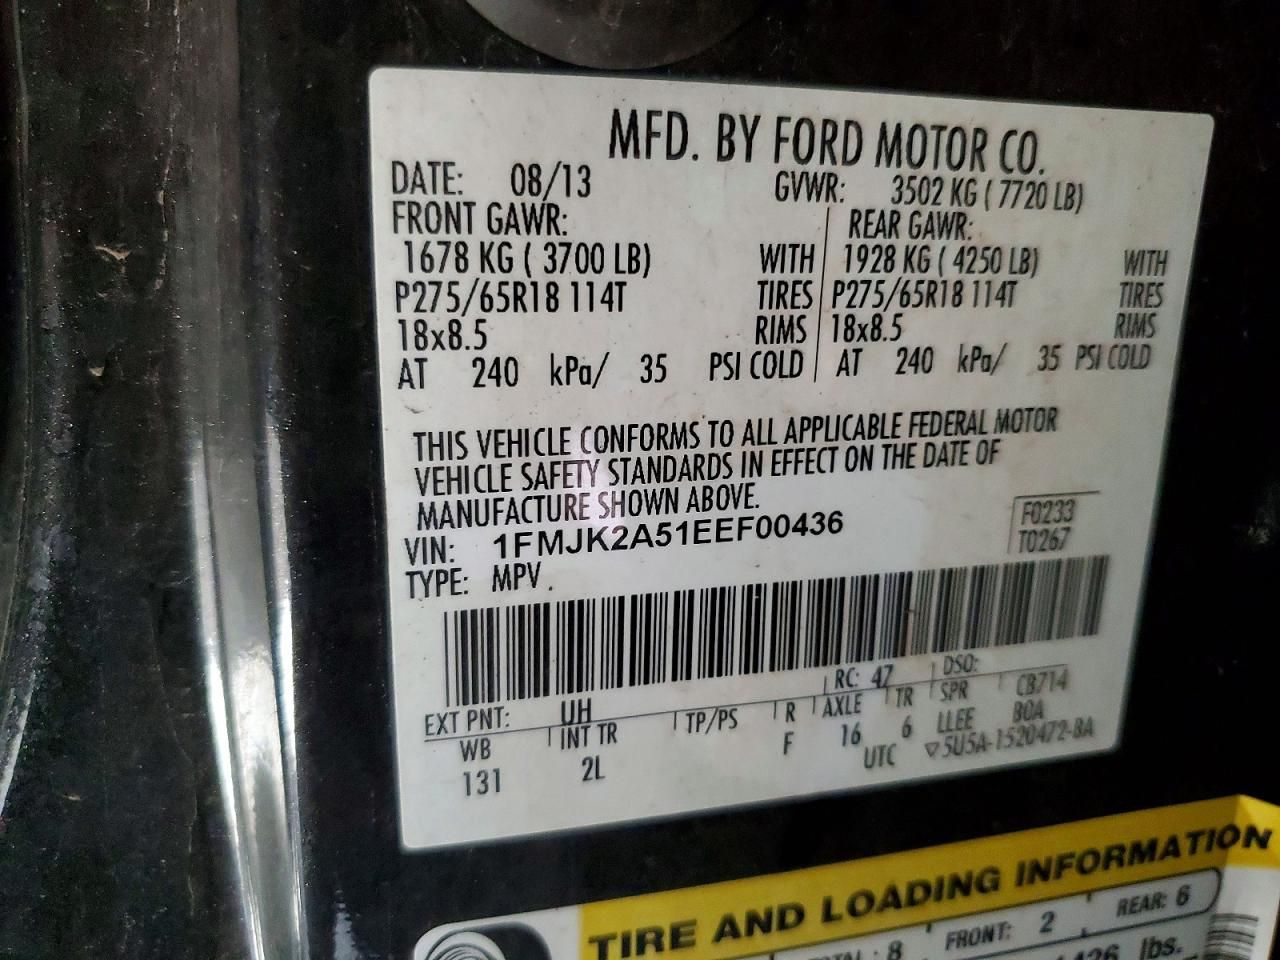 MFD. BY FORD MOTOR CO.
DATE: 08/13 GVWR: 3502 KG ( 7720 LB)
FRONT GAWR: REAR GAWR:
1678 KG ( 3700 LB) WITH 1928 KG ( 4250 LB) WITH
P275/65R18 114T TIRES P275/65R18 114T TIRES
18x8.5 RIMS 18x8.5 RIMS
AT 240 kPa/ 35 PSI COLD AT 240 kPa/ 35 PSI COLD
THIS VEHICLE CONFORMS TO ALL APPLICABLE FEDERAL MOTOR
VEHICLE SAFETY STANDARDS IN EFFECT ON THE DATE OF
MANUFACTURE SHOWN ABOVE.
VIN: 1FMJK2A51EEF00436
F0233
TYPE: MPV .
T0267
EXT PNT: UH RC: 47 DSO:
WB INT TR TP/PS R AXLE TR SPR CB714
131 2L F 16 6 LLEE BOA
UTC ▽5U5A-1520472-BA
TIRE AND LOADING INFORMATION
: 8 FRONT: 2 REAR: 6
lbs.